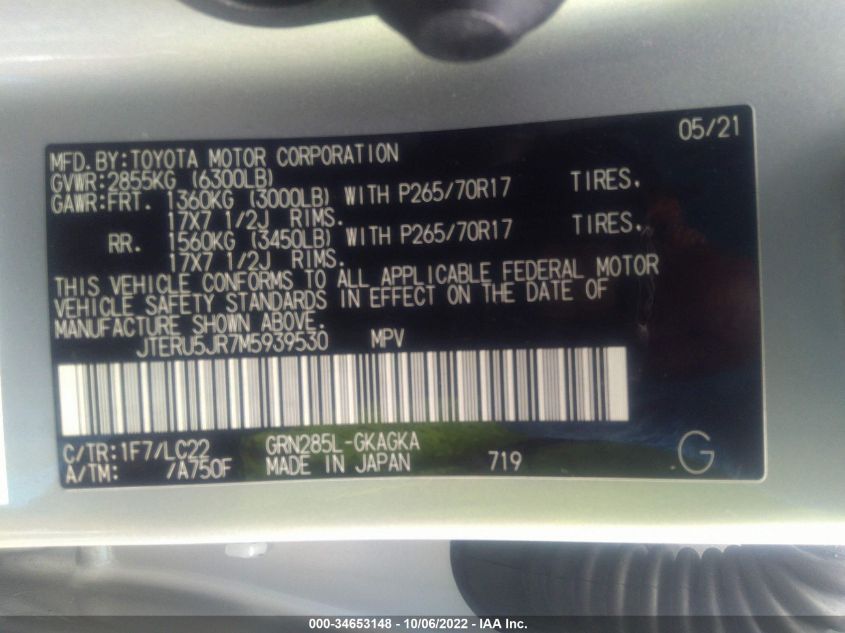 05/21
MFD.BY:TOYOTA MOTOR CORPORATION
GVWR:2855KG (6300LB)
GAWR:FRT. 1360KG (3000LB) WITH P265/70R17 TIRES,
17X7 1/2J RIMS.
RR. 1560KG (3450LB) WITH P265/70R17 TIRES,
17X7 1/2J RIMS.
THIS VEHICLE CONFORMS TO ALL APPLICABLE FEDERAL MOTOR
VEHICLE SAFETY STANDARDS IN EFFECT ON THE DATE OF
MANUFACTURE SHOWN ABOVE.
JTERU5JR7M5939530 MPV
C/TR:1F7/LC22 GRN285L-GKAGKA
A/TM: /A750F MADE IN JAPAN 719 .G
000-34653148 - 10/06/2022 - IAA Inc.